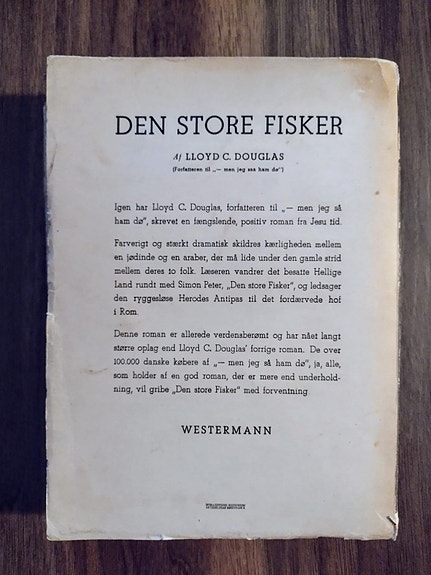 DEN STORE FISKER
Af LLOYD C. DOUGLAS
(Forfatteren til „— men jeg saa ham dø”)
Igen har Lloyd C. Douglas, forfatteren til „— men jeg så
ham dø”, skrevet en fængslende, positiv roman fra Jesu tid.
Farverigt og stærkt dramatisk skildres kærligheden mellem
en jødinde og en araber, der må lide under den gamle strid
mellem deres to folk. Læseren vandrer det besatte Hellige
Land rundt med Simon Peter, „Den store Fisker”, og ledsager
den ryggesløse Herodes Antipas til det fordærvede hof
i Rom.
Denne roman er allerede verdensberømt og har nået langt
større oplag end Lloyd C. Douglas' forrige roman. De over
100.000 danske købere af „— men jeg så ham dø”, ja, alle,
som holder af en god roman, der er mere end underhold-
ning, vil gribe „Den store Fisker” med forventning.
WESTERMANN